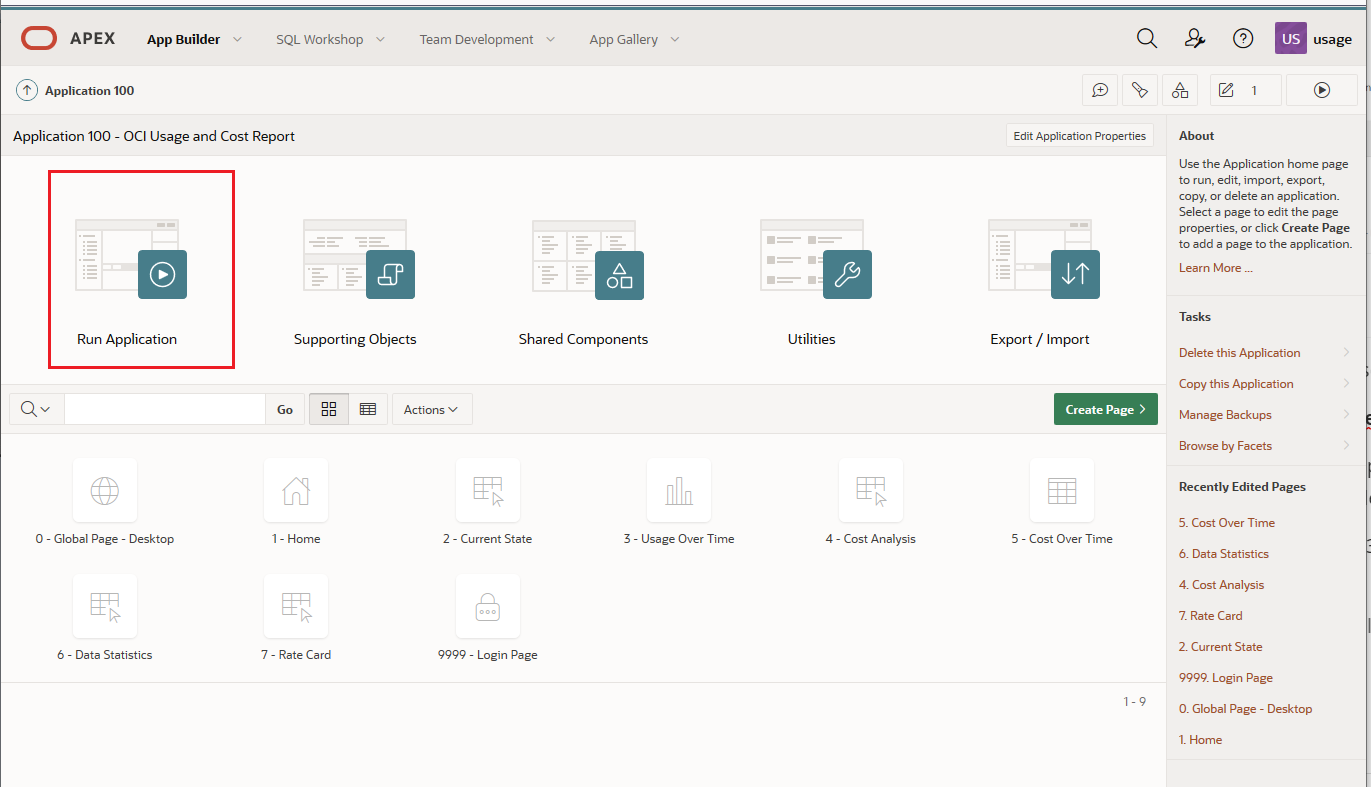 APEX App Builder SQL Workshop Team Development App Gallery US usage
Application 100 1
Application 100 - OCI Usage and Cost Report Edit Application Properties
Run Application Supporting Objects Shared Components Utilities Export / Import
Go Actions Create Page
0 - Global Page - Desktop 1 - Home 2 - Current State 3 - Usage Over Time 4 - Cost Analysis 5 - Cost Over Time
6 - Data Statistics 7 - Rate Card 9999 - Login Page
1 - 9
About
Use the Application home page
to run, edit, import, export,
copy, or delete an application.
Select a page to edit the page
properties, or click Create Page
to add a page to the application.
Learn More ...
Tasks
Delete this Application
Copy this Application
Manage Backups
Browse by Facets
Recently Edited Pages
5. Cost Over Time
6. Data Statistics
4. Cost Analysis
7. Rate Card
2. Current State
9999. Login Page
0. Global Page - Desktop
1. Home